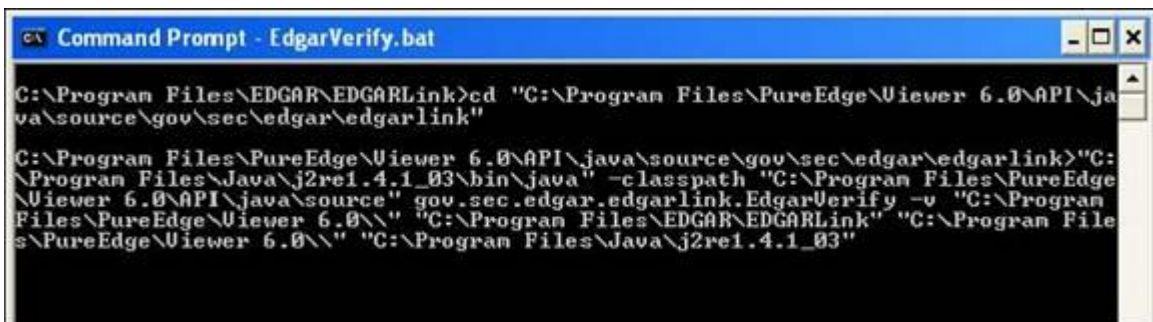 Command Prompt - EdgarVerify.bat
C:\Program Files\EDGAR\EDGARLink>cd "C:\Program Files\PureEdge\Viewer 6.0\API\ja
va\source\gov\sec\edgar\edgarlink"
C:\Program Files\PureEdge\Viewer 6.0\API\java\source\gov\sec\edgar\edgarlink>"C:
\Program Files\Java\j2re1.4.1_03\bin\java" -classpath "C:\Program Files\PureEdge
\Viewer 6.0\API\java\source" gov.sec.edgar.edgarlink.EdgarVerify -v "C:\Program
Files\PureEdge\Viewer 6.0\\" "C:\Program Files\EDGAR\EDGARLink" "C:\Program File
s\PureEdge\Viewer 6.0\\" "C:\Program Files\Java\j2re1.4.1_03"